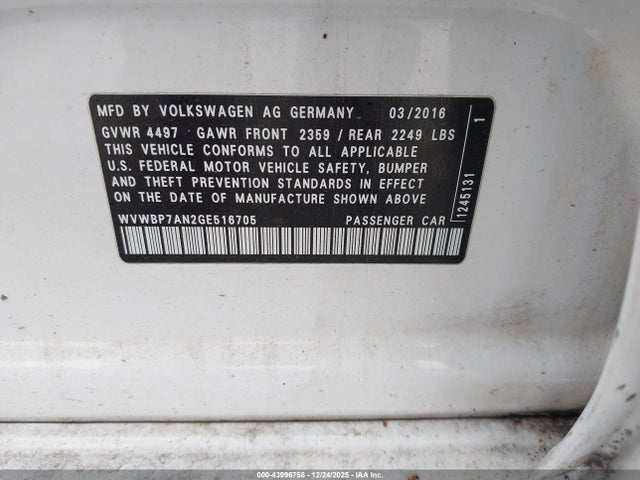 MFD BY VOLKSWAGEN AG GERMANY 03/2016
GVWR 4497 GAWR FRONT 2359 / REAR 2249 LBS
THIS VEHICLE CONFORMS TO ALL APPLICABLE
U.S. FEDERAL MOTOR VEHICLE SAFETY, BUMPER
AND THEFT PREVENTION STANDARDS IN EFFECT
ON THE DATE OF MANUFACTURE SHOWN ABOVE
WVWBP7AN2GE516705 PASSENGER CAR
1245131 1
000-43996758 - 12/24/2025 - IAAI.COM